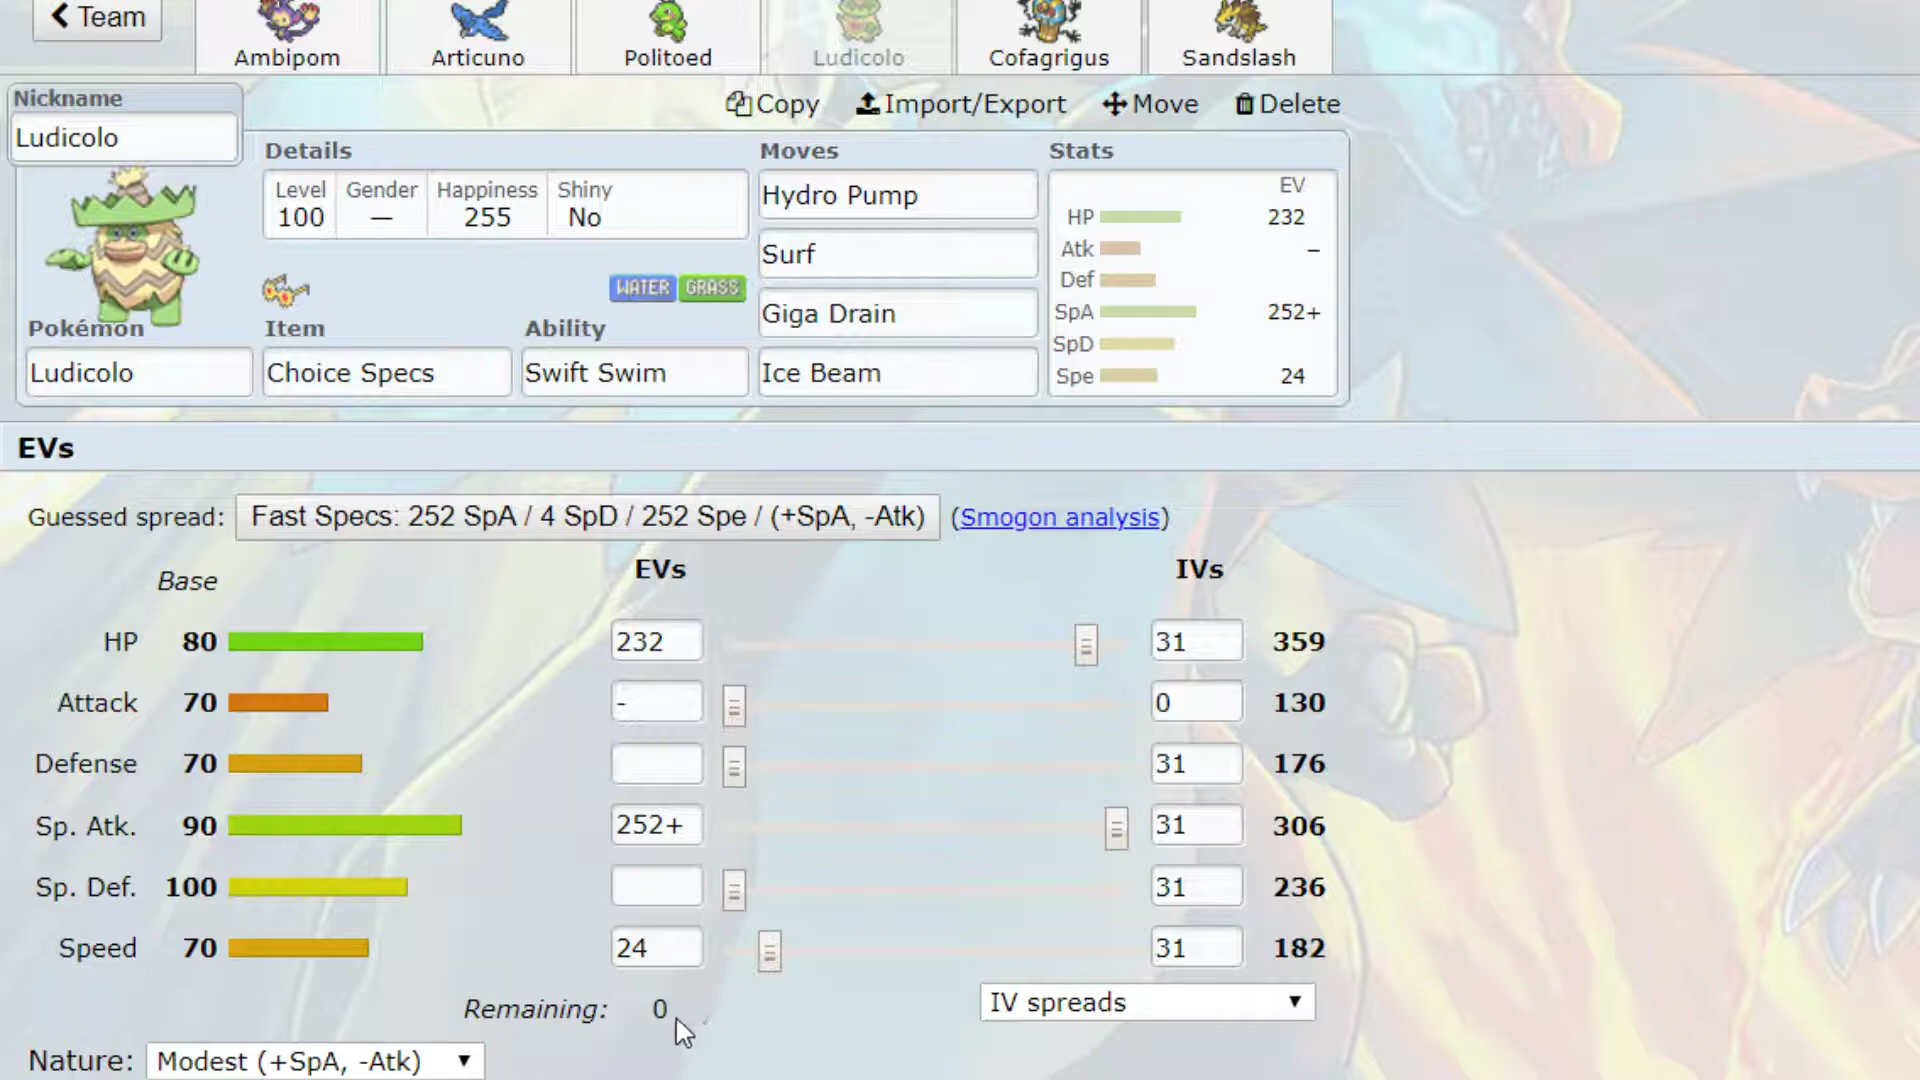 Team
Ambipom
Articuno
Politoed
Ludicolo
Cofagrigus
Sandslash
Nickname
Ludicolo
Copy
Import/Export
Move
Delete
Details
Level
Gender
Happiness
Shiny
100
—
255
No
WATER
GRASS
Pokémon
Item
Ability
Ludicolo
Choice Specs
Swift Swim
Moves
Hydro Pump
Surf
Giga Drain
Ice Beam
Stats
EV
HP 232
Atk –
Def
SpA 252+
SpD
Spe 24
EVs
Guessed spread: Fast Specs: 252 SpA / 4 SpD / 252 Spe / (+SpA, -Atk) (Smogon analysis)
Base EVs IVs
HP 80 232 31 359
Attack 70 - 0 130
Defense 70 31 176
Sp. Atk. 90 252+ 31 306
Sp. Def. 100 31 236
Speed 70 24 31 182
Remaining: 0
IV spreads
Nature: Modest (+SpA, -Atk)